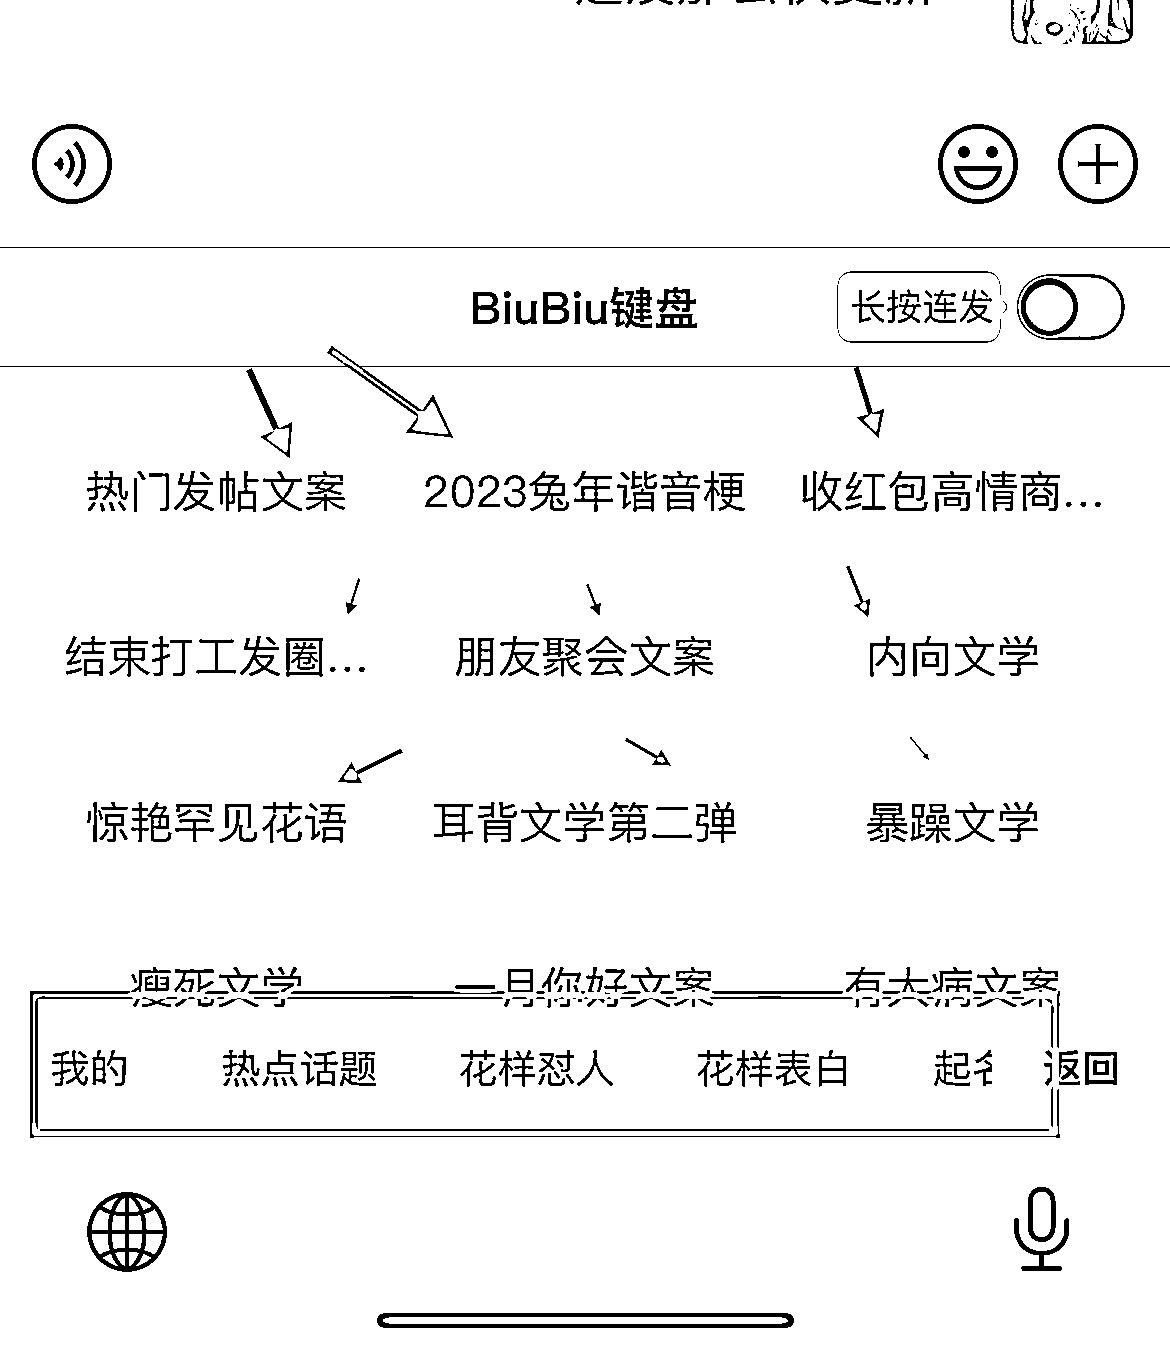 BiuBiu键盘 长按连发
热门发帖文案 2023兔年谐音梗 收红包高情商...
结束打工发圈... 朋友聚会文案 内向文学
惊艳罕见花语 耳背文学第二弹 暴躁文学
瘦死文学 一月你好文案 有大病文案
我的 热点话题 花样怼人 花样表白 起名 返回